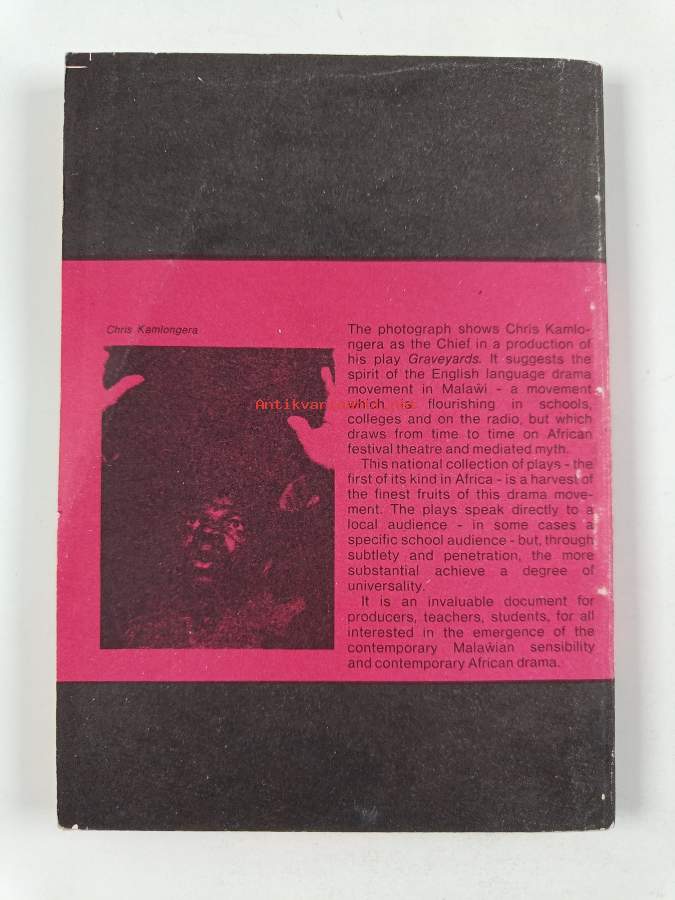 Chris Kamlongera
The photograph shows Chris Kamlo-
ngera as the Chief in a production of
his play Graveyards. It suggests the
spirit of the English language drama
movement in Malaŵi - a movement
which is flourishing in schools,
colleges and on the radio, but which
draws from time to time on African
festival theatre and mediated myth.
This national collection of plays - the
first of its kind in Africa - is a harvest of
the finest fruits of this drama move-
ment. The plays speak directly to a
local audience - in some cases a
specific school audience - but, through
subtlety and penetration, the more
substantial achieve a degree of
universality.
It is an invaluable document for
producers, teachers, students, for all
interested in the emergence of the
contemporary Malaŵian sensibility
and contemporary African drama.